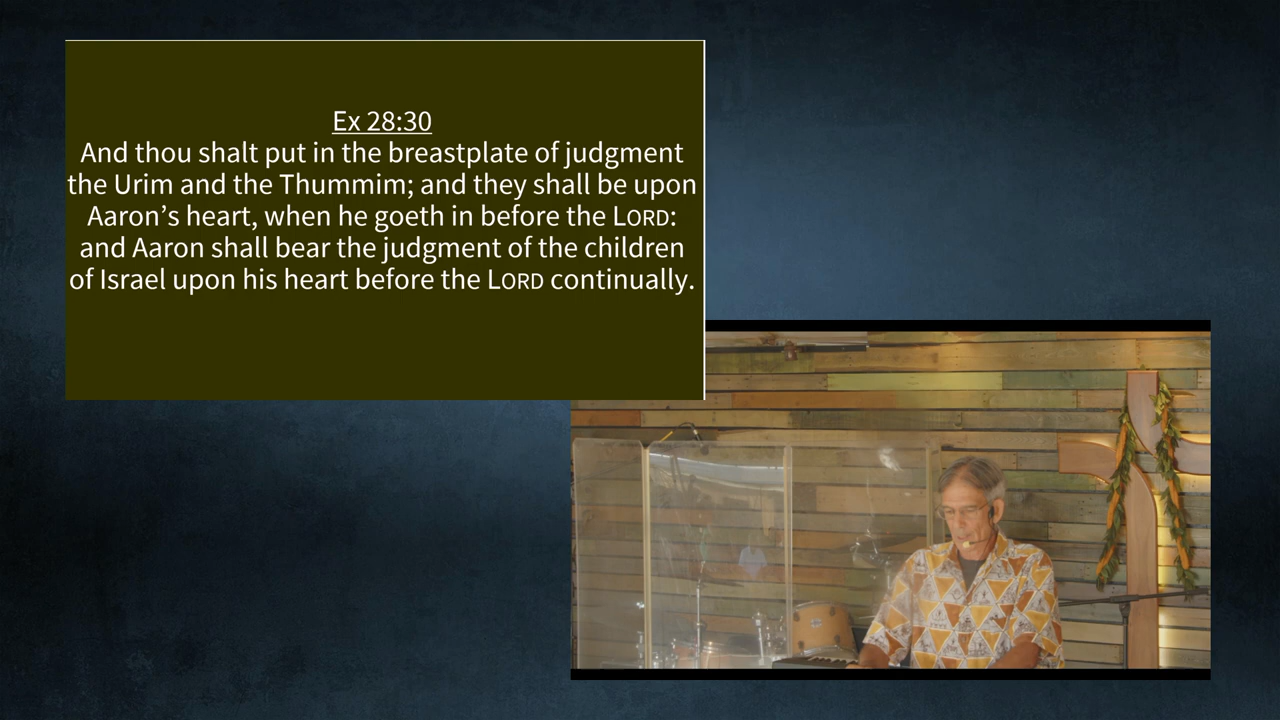 Ex 28:30
And thou shalt put in the breastplate of judgment
the Urim and the Thummim; and they shall be upon
Aaron’s heart, when he goeth in before the LORD:
and Aaron shall bear the judgment of the children
of Israel upon his heart before the LORD continually.